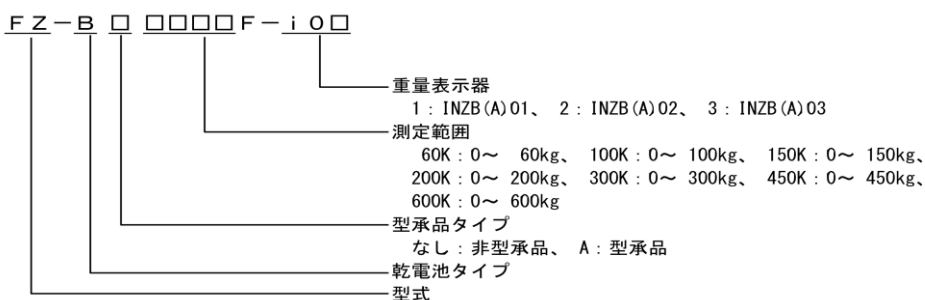 ＦＺ－Ｂ □ □□□□Ｆ－ｉ０□
重量表示器
1：INZB(A)01、 2：INZB(A)02、 3：INZB(A)03
測定範囲
60K：0～ 60kg、 100K：0～ 100kg、 150K：0～ 150kg、
200K：0～ 200kg、 300K：0～ 300kg、 450K：0～ 450kg、
600K：0～ 600kg
型承品タイプ
なし：非型承品、 A：型承品
乾電池タイプ
型式